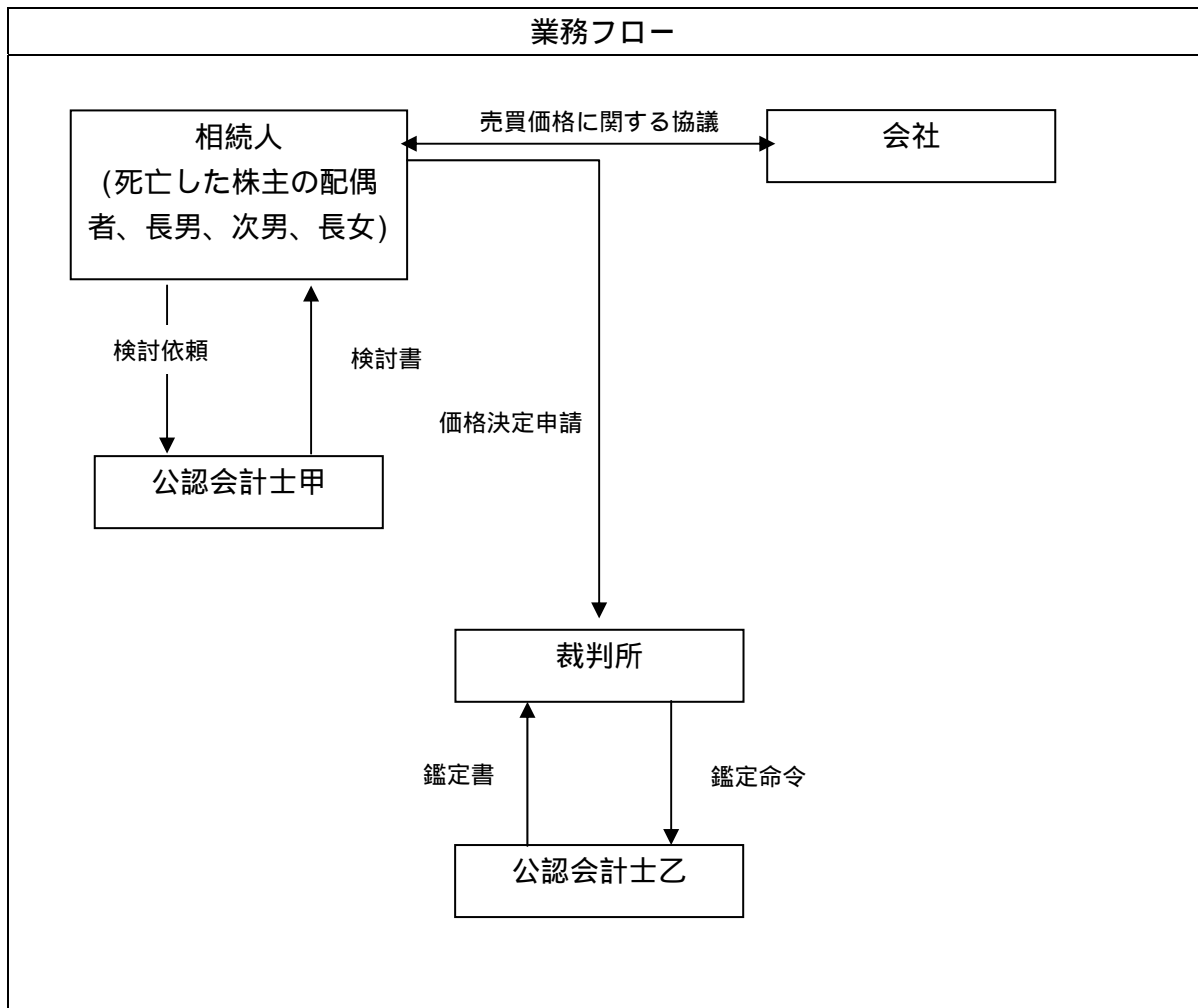 業務フロー
売買価格に関する協議
相続人
(死亡した株主の配偶
者、長男、次男、長女)
会社
検討依頼
検討書
価格決定申請
公認会計士甲
裁判所
鑑定書
鑑定命令
公認会計士乙